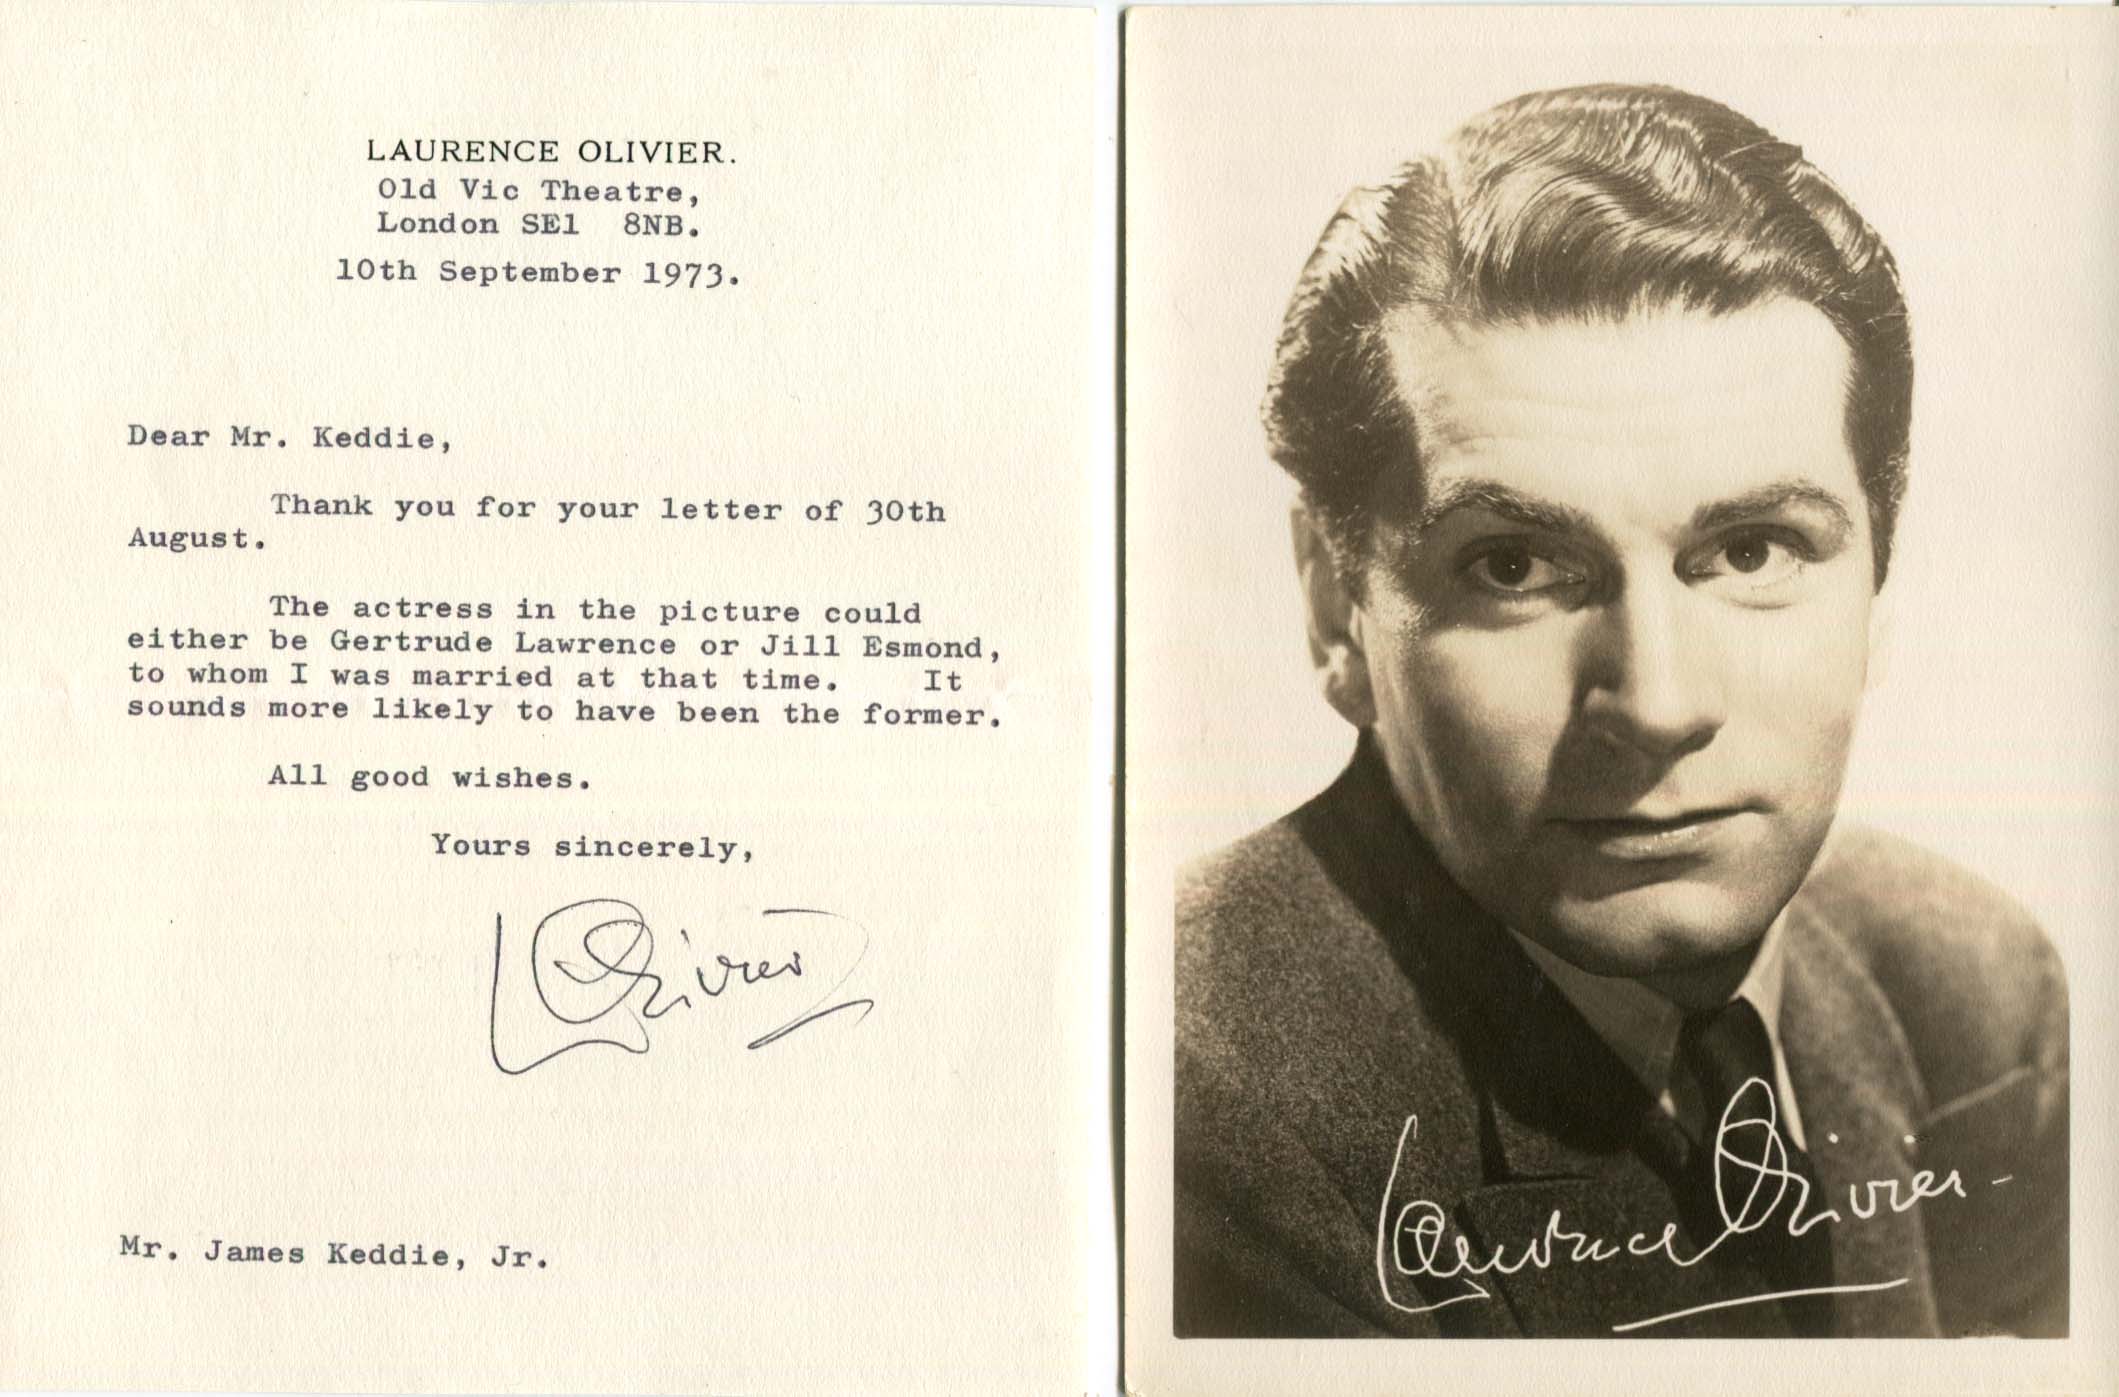 LAURENCE OLIVIER.
Old Vic Theatre,
London SE1 8NB.
10th September 1973.
Dear Mr. Keddie,
Thank you for your letter of 30th
August.
The actress in the picture could
either be Gertrude Lawrence or Jill Esmond,
to whom I was married at that time. It
sounds more likely to have been the former.
All good wishes.
Yours sincerely,
LOlivier
Mr. James Keddie, Jr.
Laurence Olivier